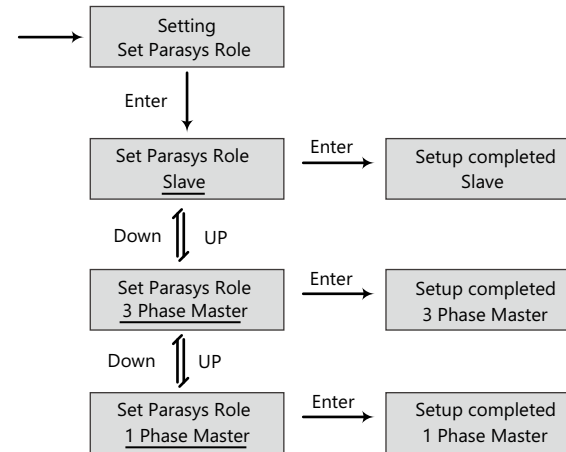 Setting
Set Parasys Role
Enter
Set Parasys Role
Slave
Enter
Setup completed
Slave
Down
UP
Set Parasys Role
3 Phase Master
Enter
Setup completed
3 Phase Master
Down
UP
Set Parasys Role
1 Phase Master
Enter
Setup completed
1 Phase Master